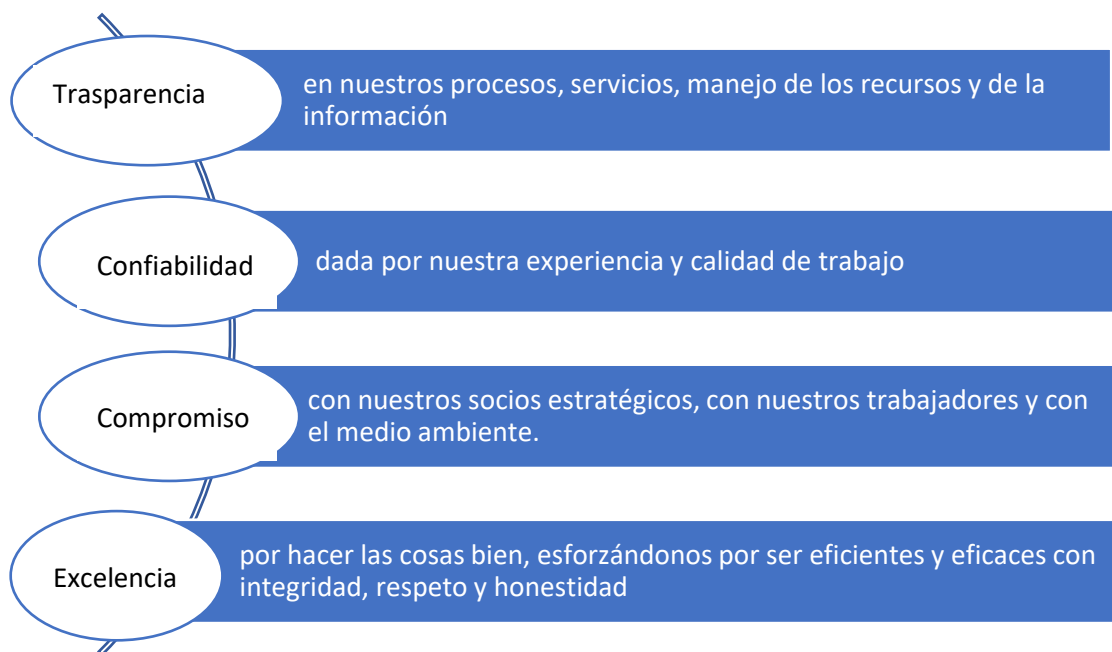 Trasparencia
en nuestros procesos, servicios, manejo de los recursos y de la
información
Confiabilidad
dada por nuestra experiencia y calidad de trabajo
Compromiso
con nuestros socios estratégicos, con nuestros trabajadores y con
el medio ambiente.
Excelencia
por hacer las cosas bien, esforzándonos por ser eficientes y eficaces con
integridad, respeto y honestidad